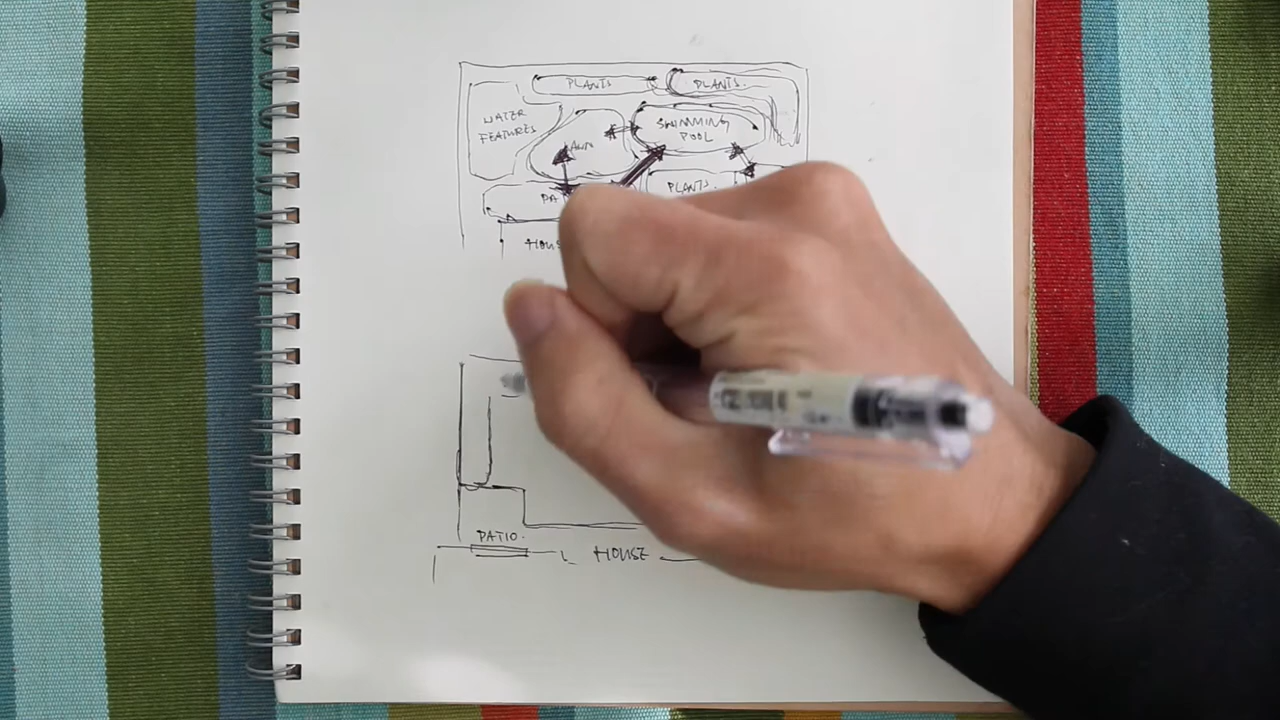 PLANTS
PLANTS.
WATER
FEATURES
SWIMMING
POOL
PLANTS.
PATIO.
HOUSE